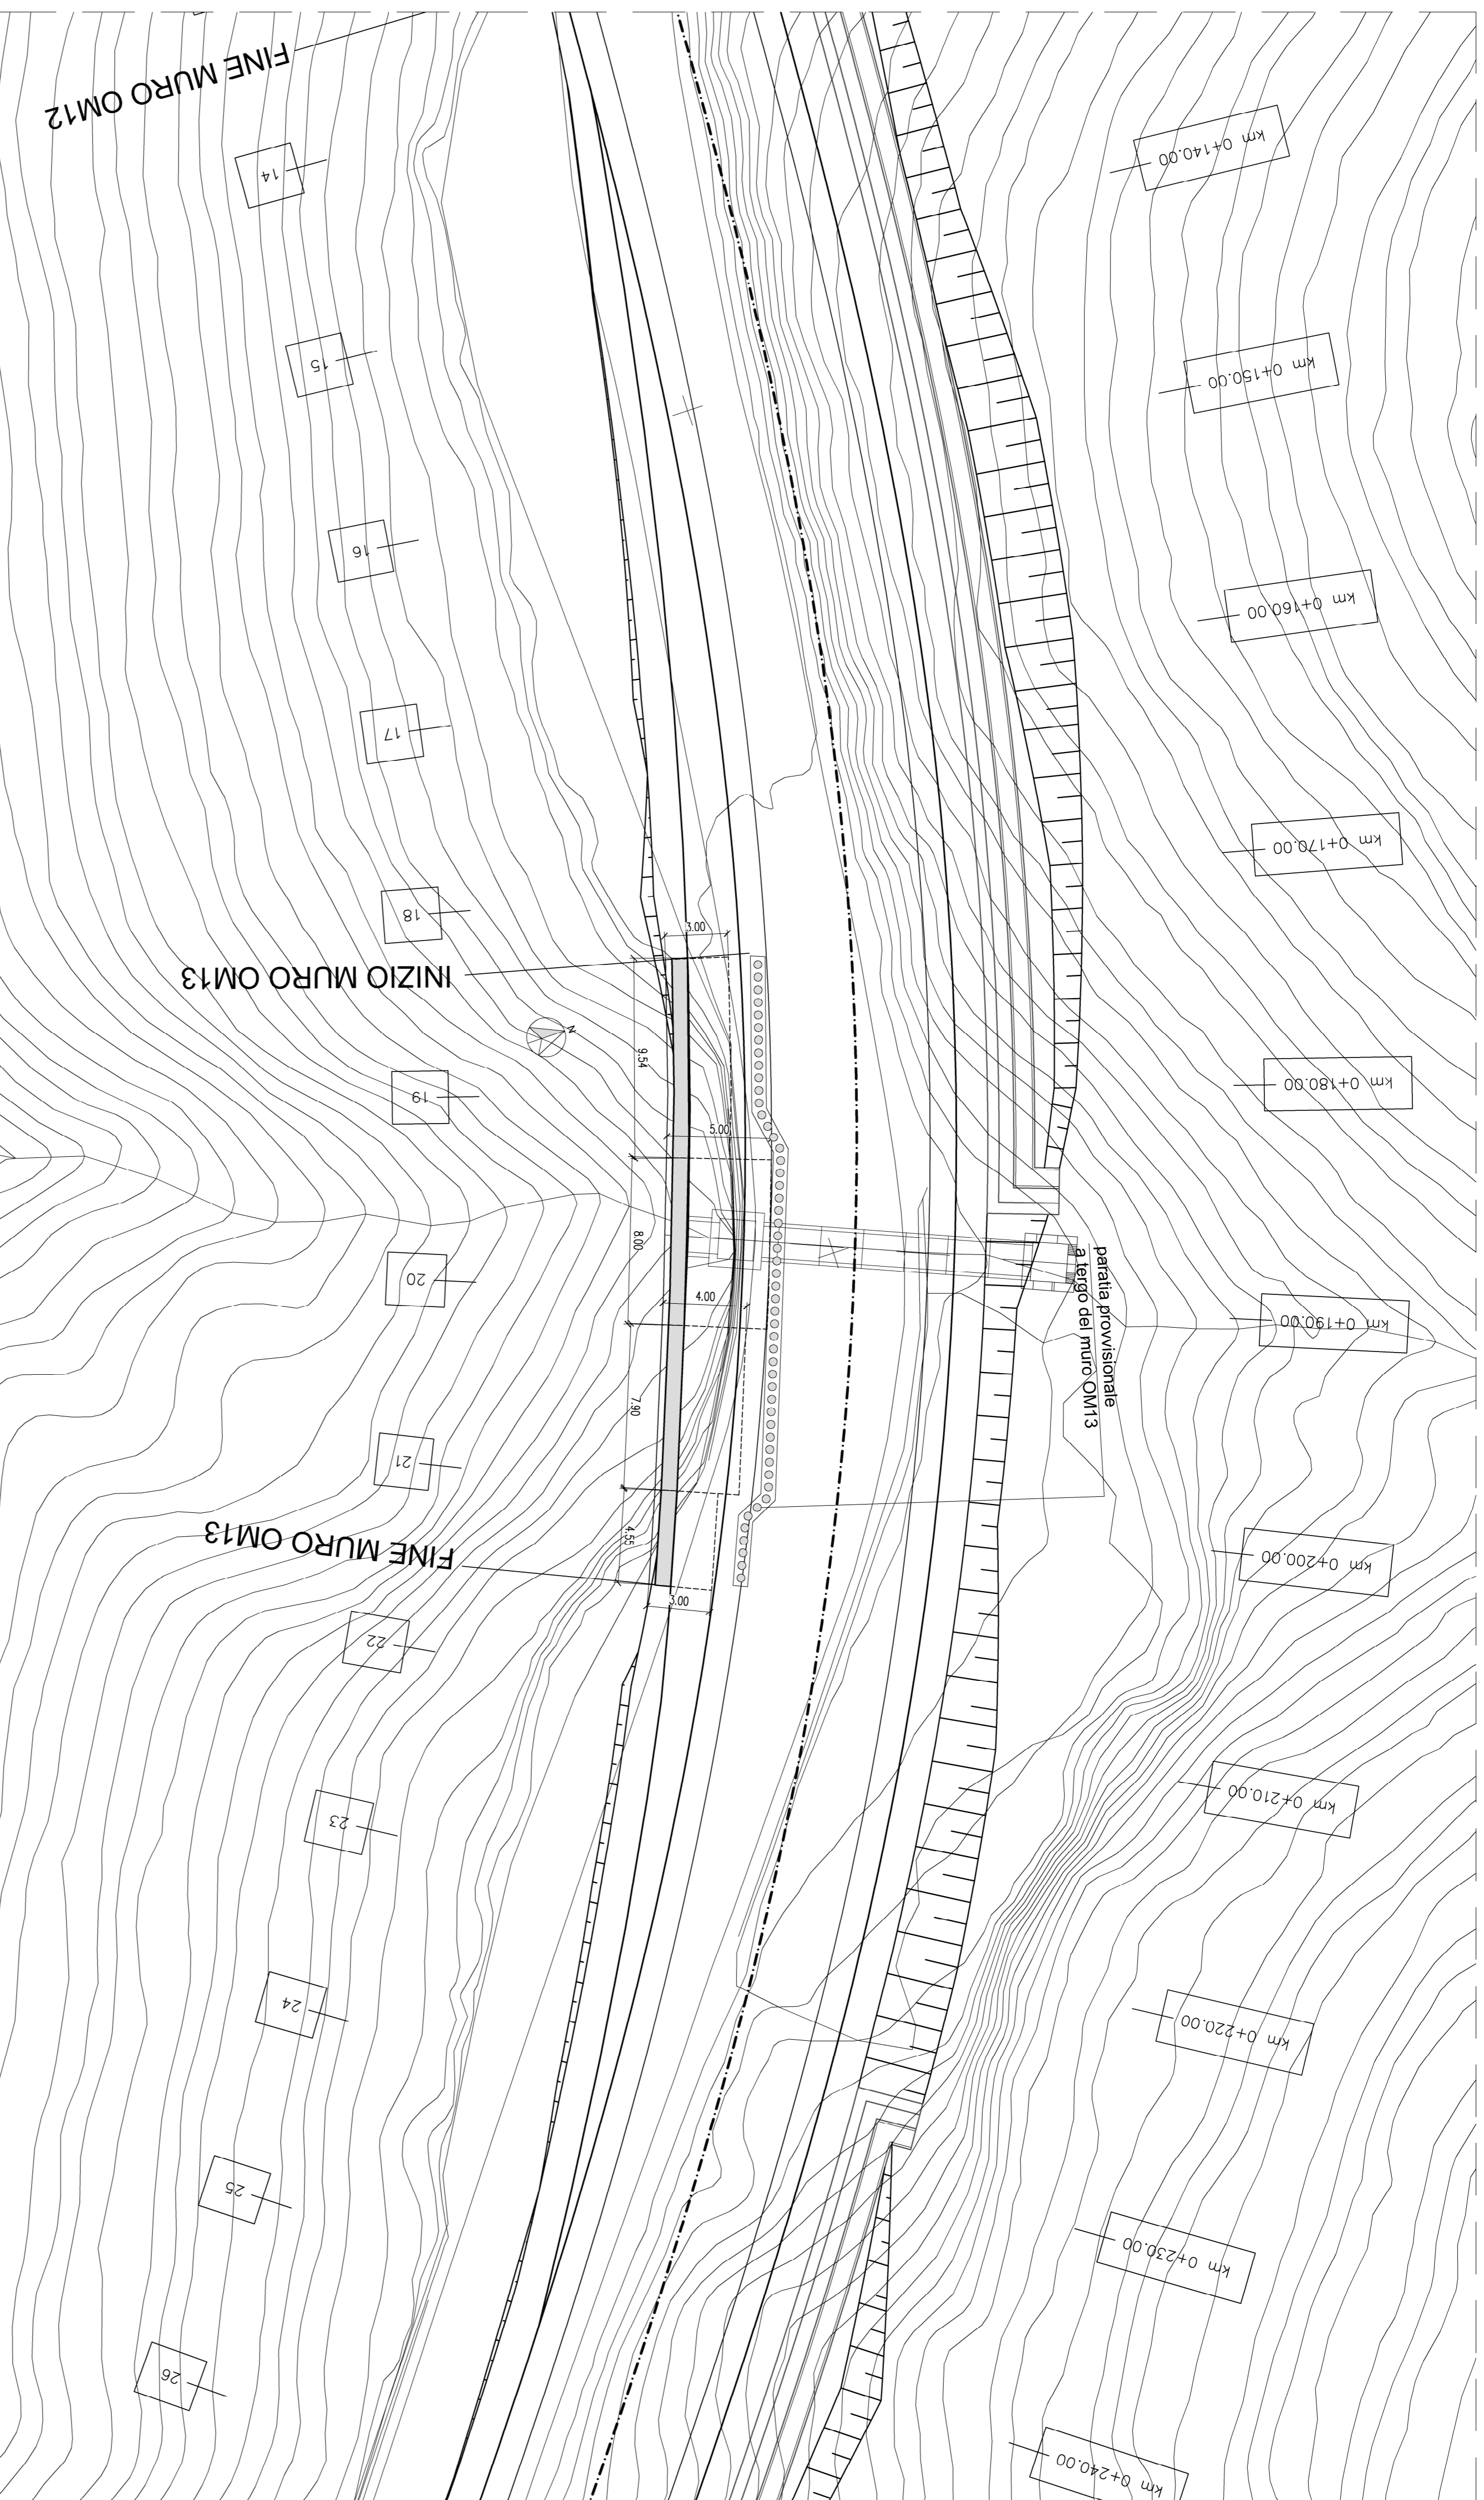 FINE MURO OM12
14
km 0+140.00
15
km 0+150.00
16
km 0+160.00
17
km 0+170.00
18
INIZIO MURO OM13
3.00
N
9.54
19
km 0+180.00
5.00
8.00
20
4.00
paratia provvisionale
a tergo del muro OM13
km 0+190.00
7.90
21
FINE MURO OM13
4.55
km 0+200.00
3.00
22
km 0+210.00
23
24
km 0+220.00
25
km 0+230.00
26
km 0+240.00